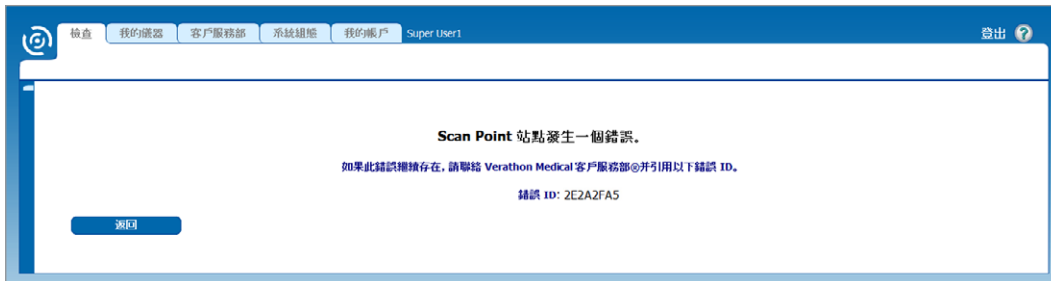 檢查 我的儀器 客戶服務部 系統組態 我的帳戶 Super User1 登出 ?
Scan Point 站點發生一個錯誤。
如果此錯誤繼續存在，請聯絡 Verathon Medical 客戶服務部®并引用以下錯誤 ID。
錯誤 ID: 2E2A2FA5
返回